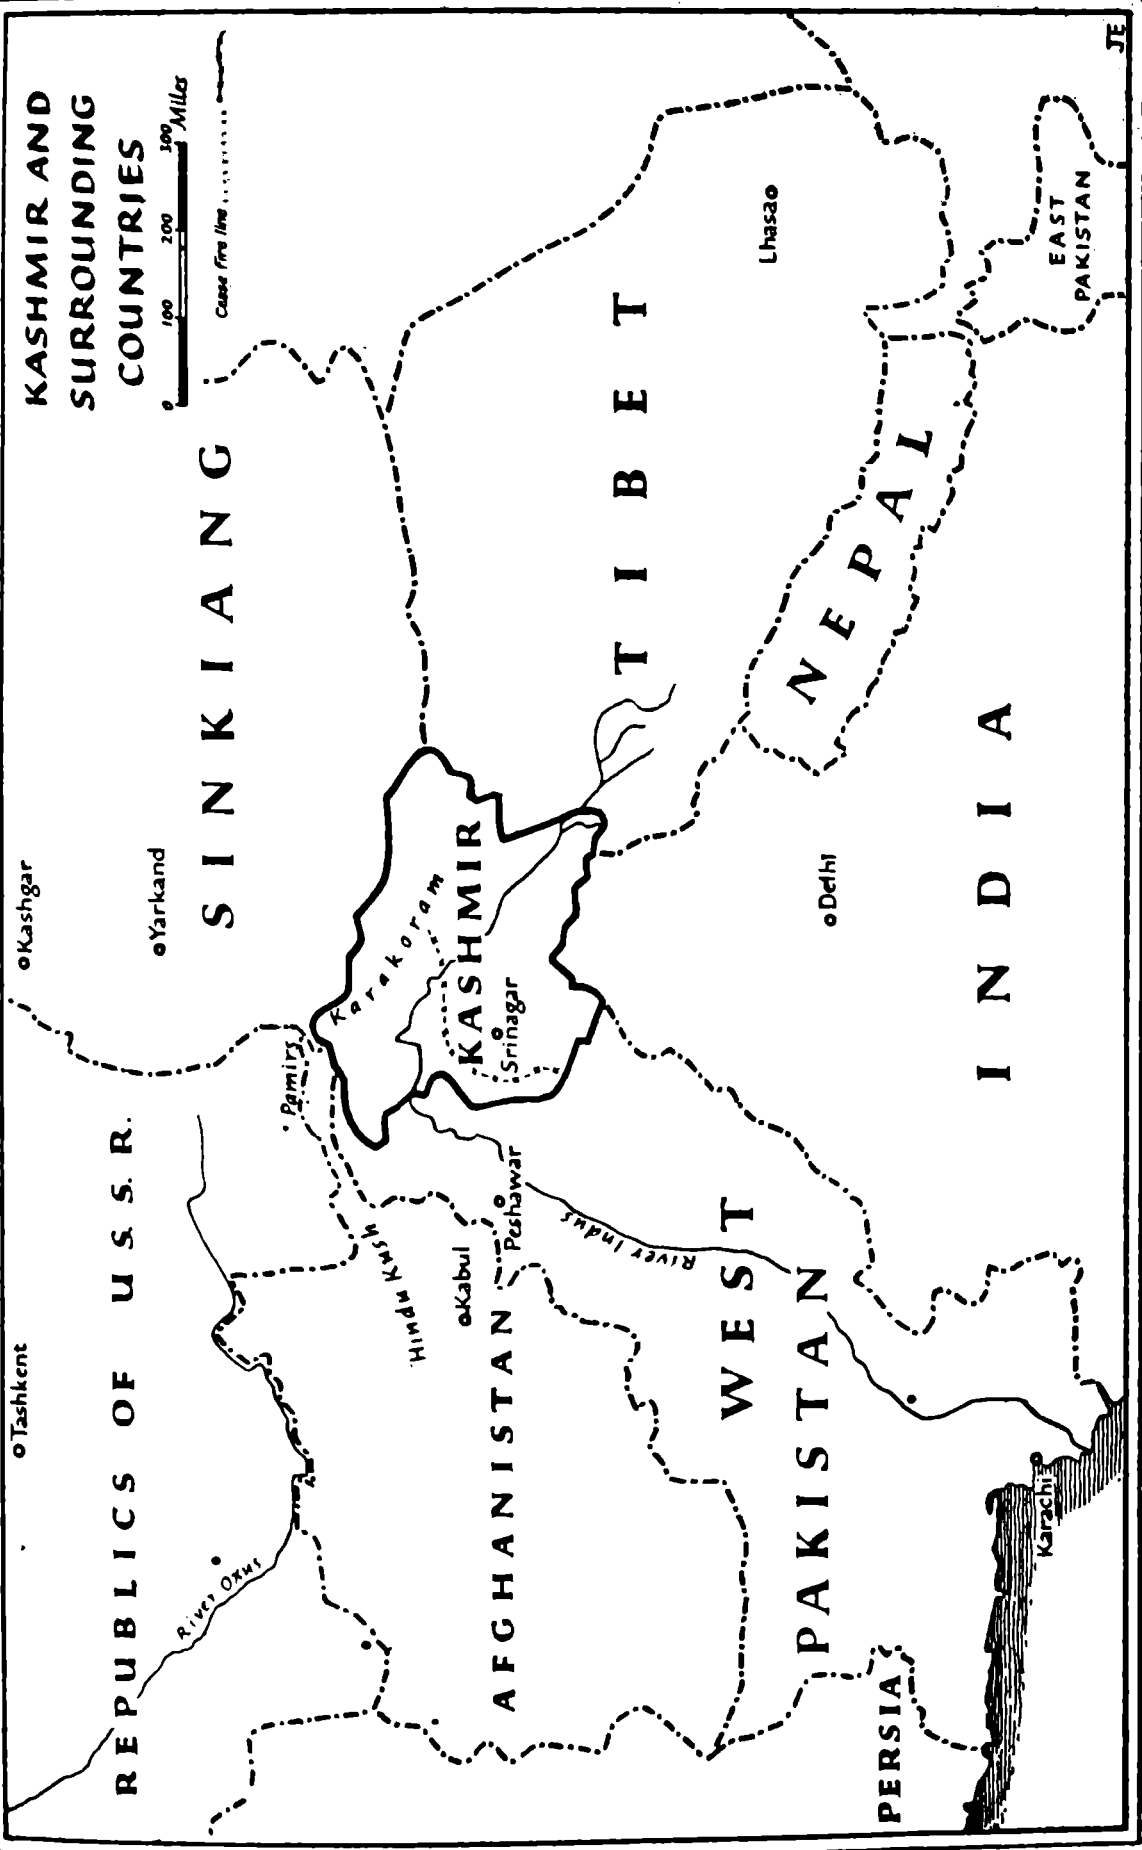 KASHMIR AND
SURROUNDING
COUNTRIES
0 100 200 300 Miles
Cease Fire line
Tashkent
Kashgar
Yarkand
REPUBLICS OF U.S.S.R.
SINKIANG
River Oxus
Pamirs
Karakoram
Hindu Kush
KASHMIR
Srinagar
Kabul
Peshawar
AFGHANISTAN
TIBET
Lhasao
River Indus
WEST
PAKISTAN
Delhi
NEPAL
PERSIA
INDIA
Karachi
EAST
PAKISTAN
JE